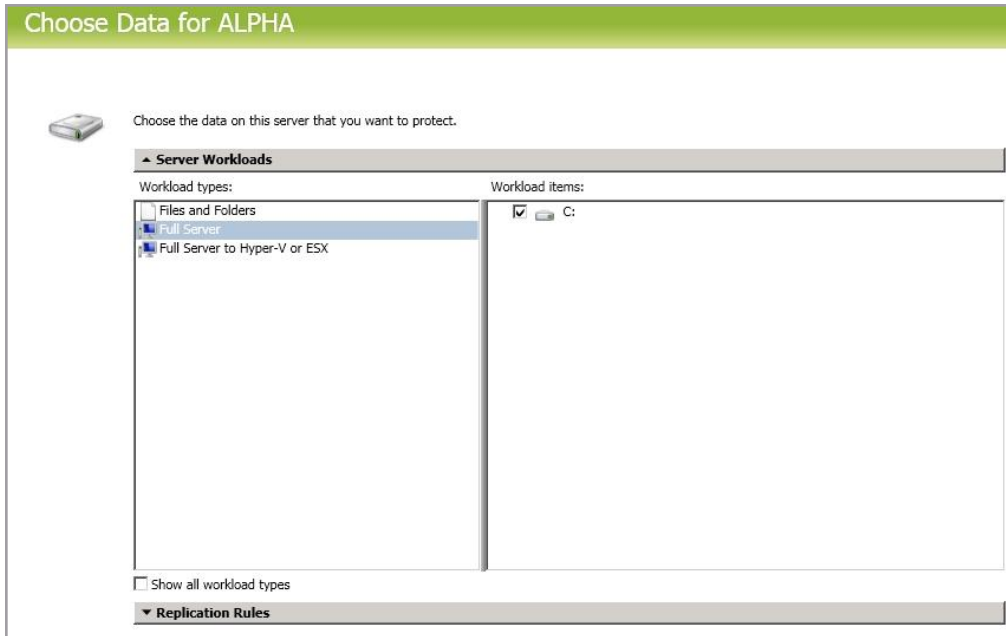 Choose Data for ALPHA
Choose the data on this server that you want to protect.
Server Workloads
Workload types:
Workload items:
Files and Folders
Full Server
Full Server to Hyper-V or ESX
C:
Show all workload types
Replication Rules